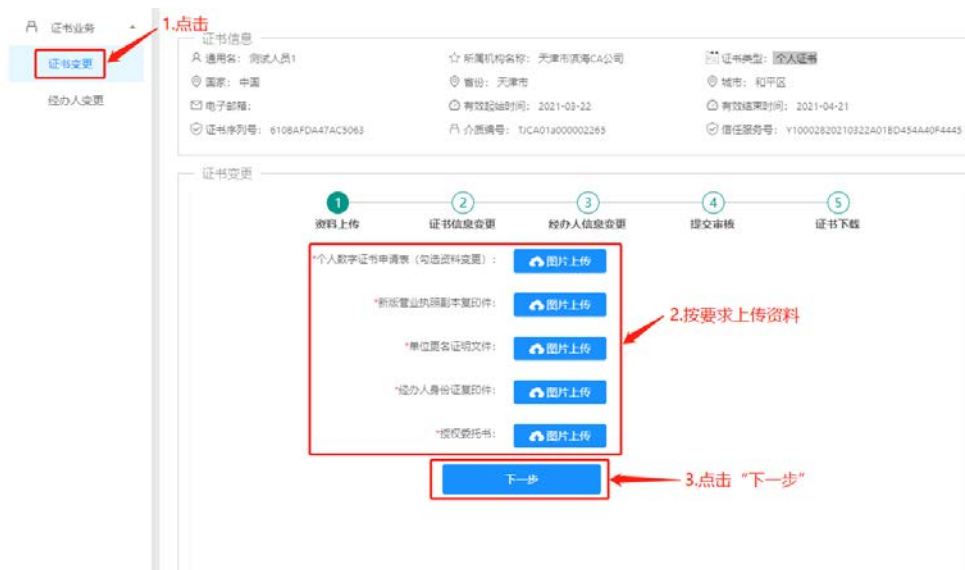 证书业务
1.点击
证书变更
经办人变更
证书信息
通用名: 测试人员1
所属机构名称: 天津市滨海CA公司
证书类型: 个人证书
国家: 中国
省份: 天津市
城市: 和平区
电子邮箱:
有效起始时间: 2021-03-22
有效结束时间: 2021-04-21
证书序列号: 610BAFDA47AC5063
介质编号: TJCA01a000002265
信任服务号: Y10002820210322A01BD454A40F4445
证书变更
1
2
3
4
5
资料上传
证书信息变更
经办人信息变更
提交审核
证书下载
*个人数字证书申请表（勾选资料变更）:
图片上传
*新版营业执照副本复印件:
图片上传
2.按要求上传资料
*单位更名证明文件:
图片上传
*经办人身份证复印件:
图片上传
*授权委托书:
图片上传
下一步
3.点击“下一步”